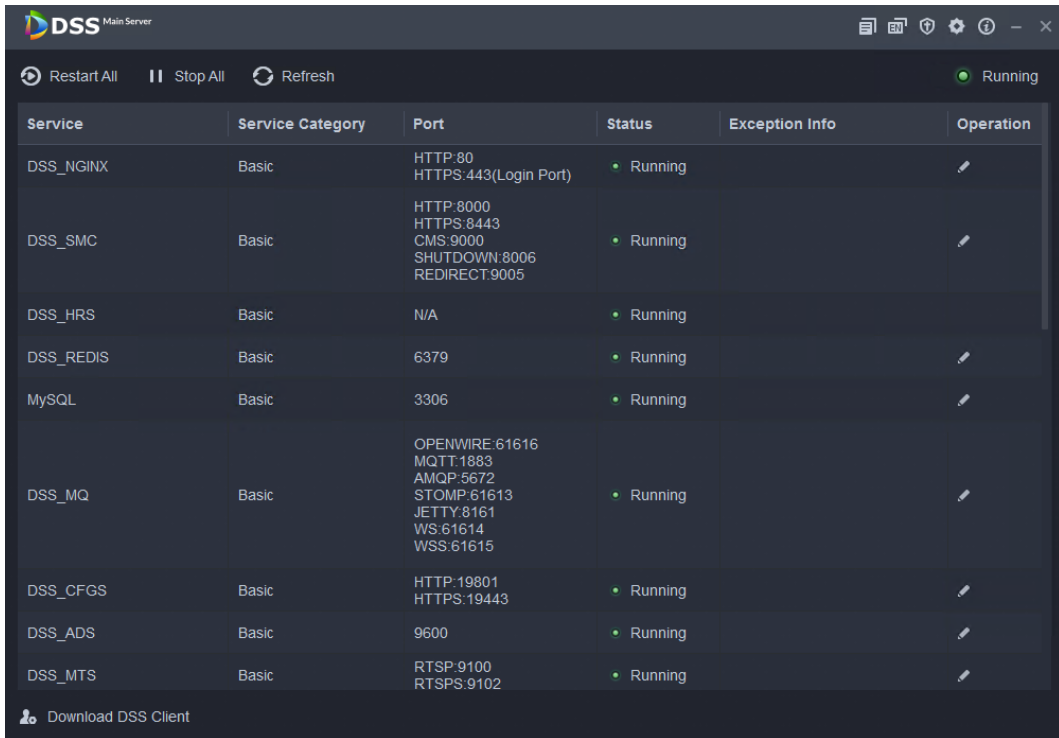 DSS Main Server
EN
Restart All Stop All Refresh Running
Service Service Category Port Status Exception Info Operation
DSS_NGINX Basic HTTP:80 Running
HTTPS:443(Login Port)
DSS_SMC Basic HTTP:8000 Running
HTTPS:8443
CMS:9000
SHUTDOWN:8006
REDIRECT:9005
DSS_HRS Basic N/A Running
DSS_REDIS Basic 6379 Running
MySQL Basic 3306 Running
DSS_MQ Basic OPENWIRE:61616 Running
MQTT:1883
AMQP:5672
STOMP:61613
JETTY:8161
WS:61614
WSS:61615
DSS_CFGS Basic HTTP:19801 Running
HTTPS:19443
DSS_ADS Basic 9600 Running
DSS_MTS Basic RTSP:9100 Running
RTSPS:9102
Download DSS Client